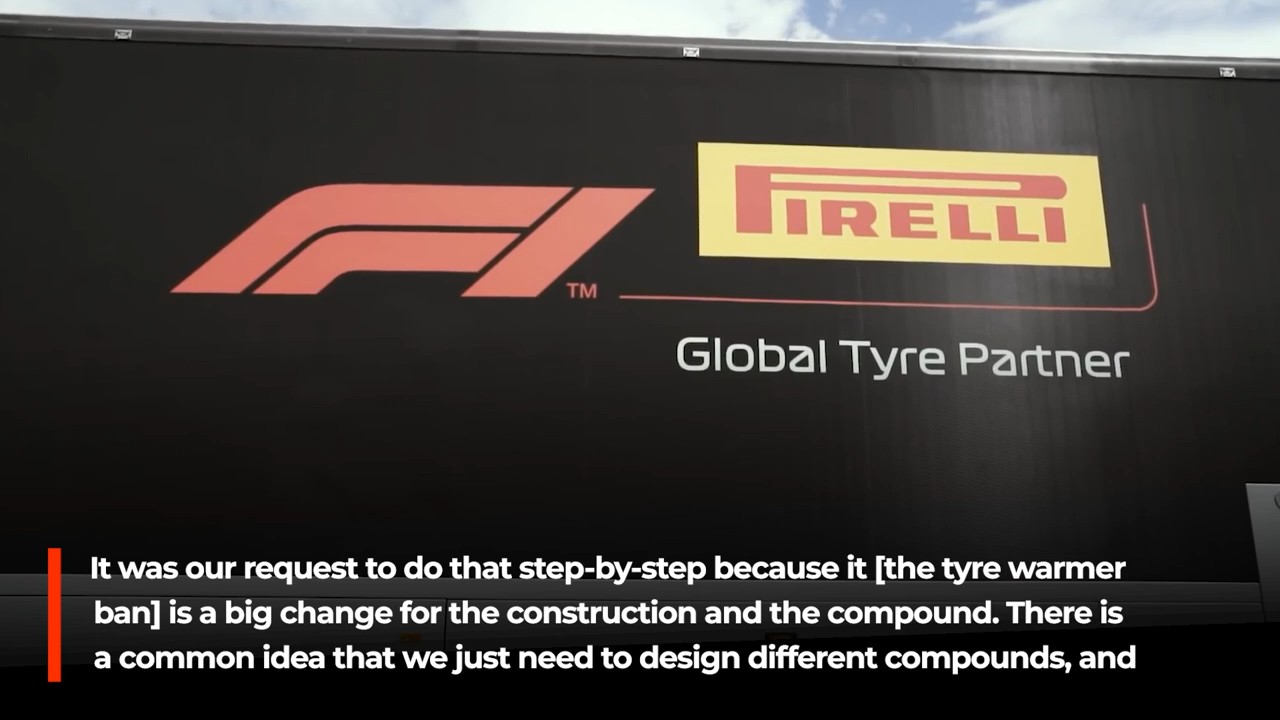 F1
TM
PIRELLI
Global Tyre Partner
It was our request to do that step-by-step because it [the tyre warmer
ban] is a big change for the construction and the compound. There is
a common idea that we just need to design different compounds, and